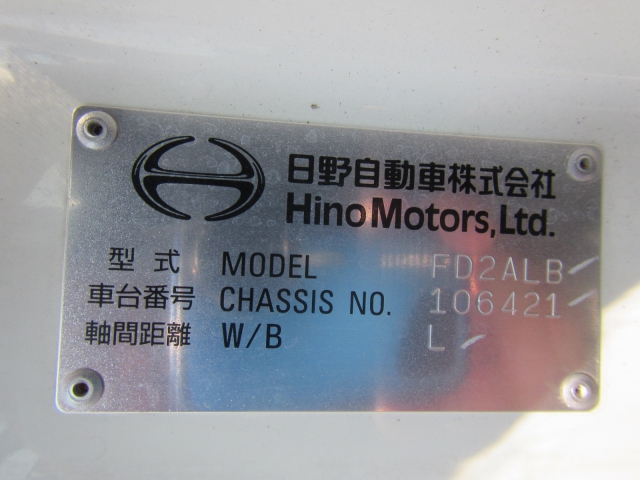 日野自動車株式会社
Hino Motors, Ltd.
型式 MODEL FD2ALB
車台番号 CHASSIS NO. 106421
軸間距離 W/B L